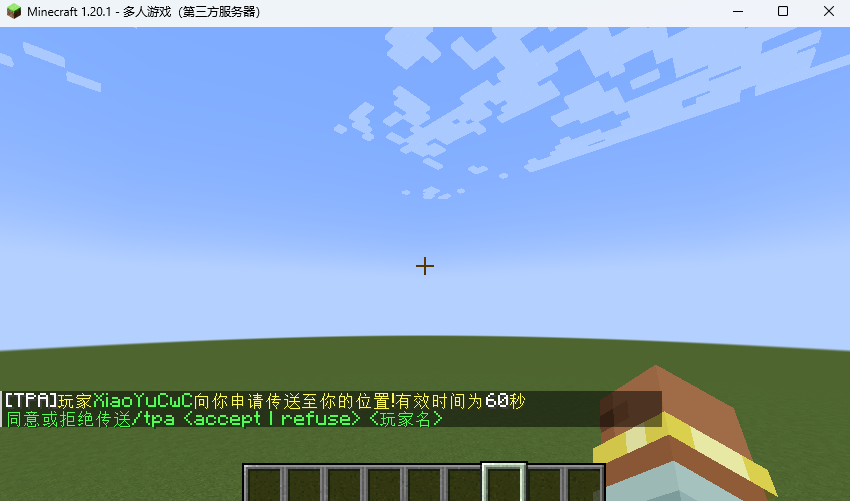 Minecraft 1.20.1 - 多人游戏（第三方服务器）
[TPA]玩家XiaoYuCwC向你申请传送至你的位置!有效时间为60秒
同意或拒绝传送/tpa <accept | refuse> <玩家名>